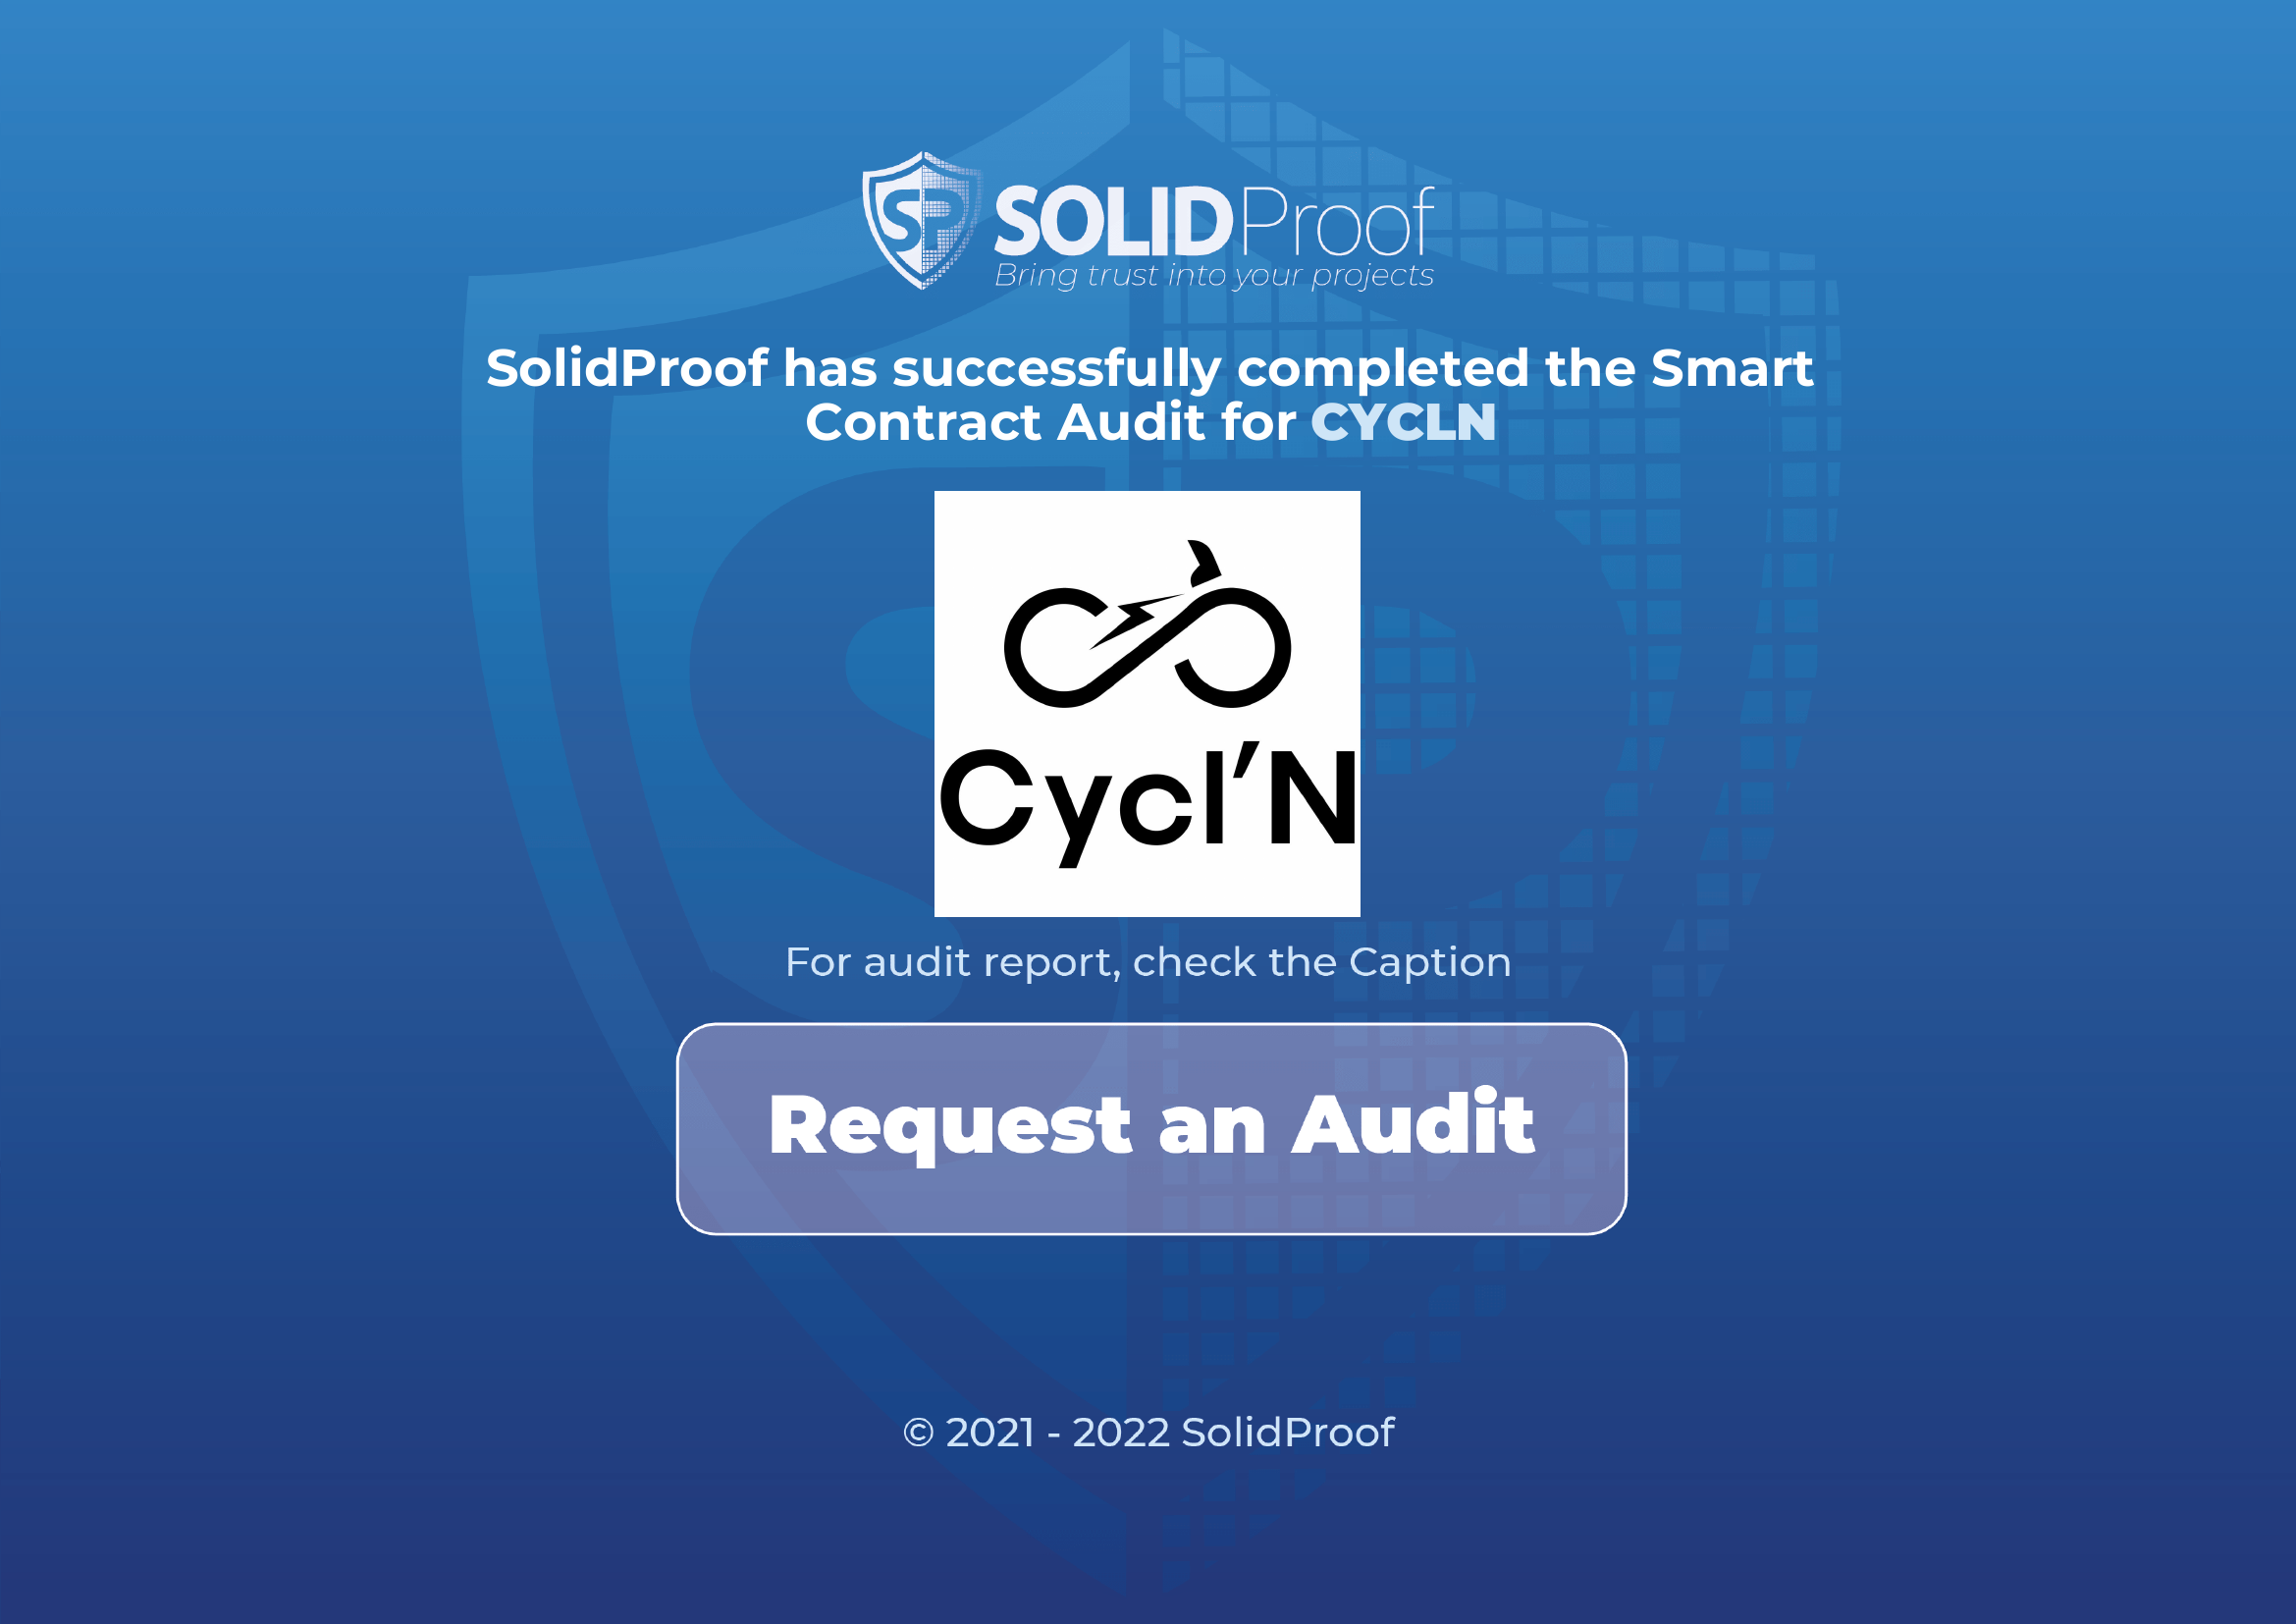 SP SOLIDProof
Bring trust into your projects
SolidProof has successfully completed the Smart
Contract Audit for CYCLN
Cycl'N
For audit report, check the Caption
Request an Audit
© 2021 - 2022 SolidProof